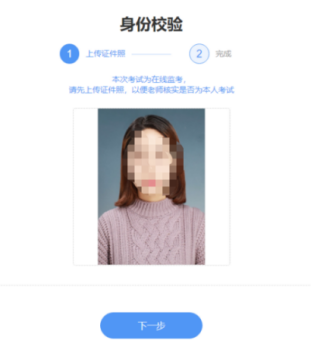 身份校验
1 上传证件照 2 完成
本次考试为在线监考，
请先上传证件照，以便老师核实是否为本人考试
下一步